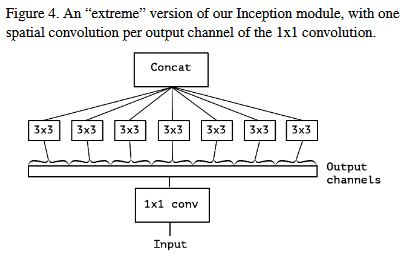 Figure 4. An “extreme” version of our Inception module, with one
spatial convolution per output channel of the 1x1 convolution.
Concat
3x3 3x3 3x3 3x3 3x3 3x3 3x3
Output
channels
1x1 conv
Input